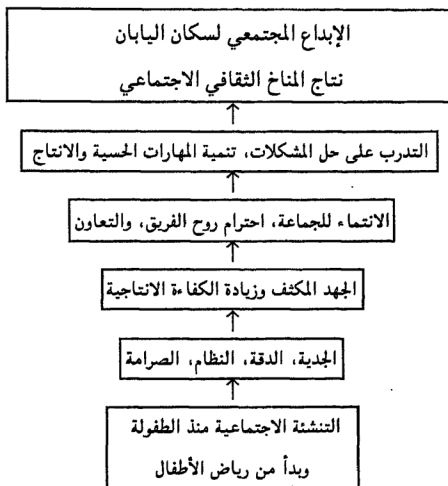 الإبداع المجتمعي لسكان اليابان
نتاج المناخ الثقافي الاجتماعي
التدرب على حل المشكلات، تنمية المهارات الحسية والانتاج
الانتماء للجماعة، احترام روح الفريق، والتعاون
الجهد المكثف وزيادة الكفاءة الانتاجية
الجدية، الدقة، النظام، الصرامة
التنشئة الاجتماعية منذ الطفولة
وبدأ من رياض الأطفال